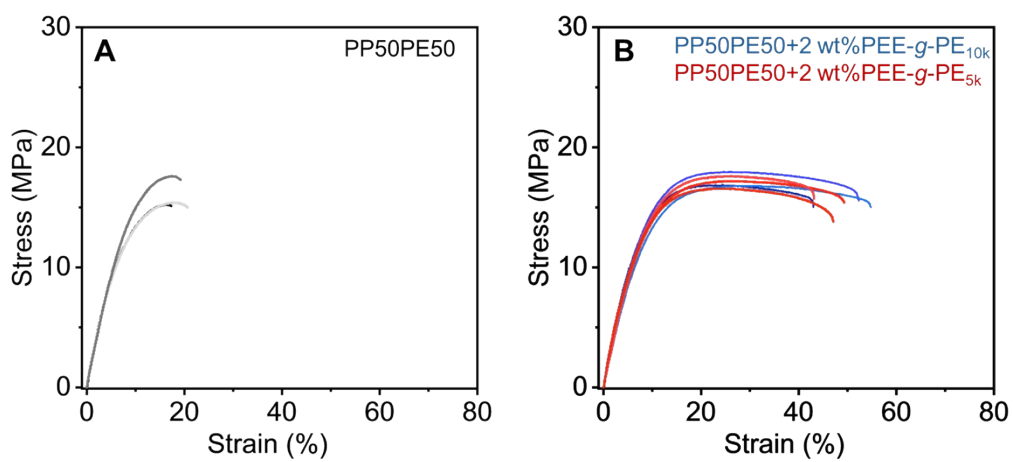 A
PP50PE50
30
20
10
0
Stress (MPa)
0 20 40 60 80
Strain (%)
B
PP50PE50+2 wt%PEE-g-PE10k
PP50PE50+2 wt%PEE-g-PE5k
30
20
10
0
Stress (MPa)
0 20 40 60 80
Strain (%)